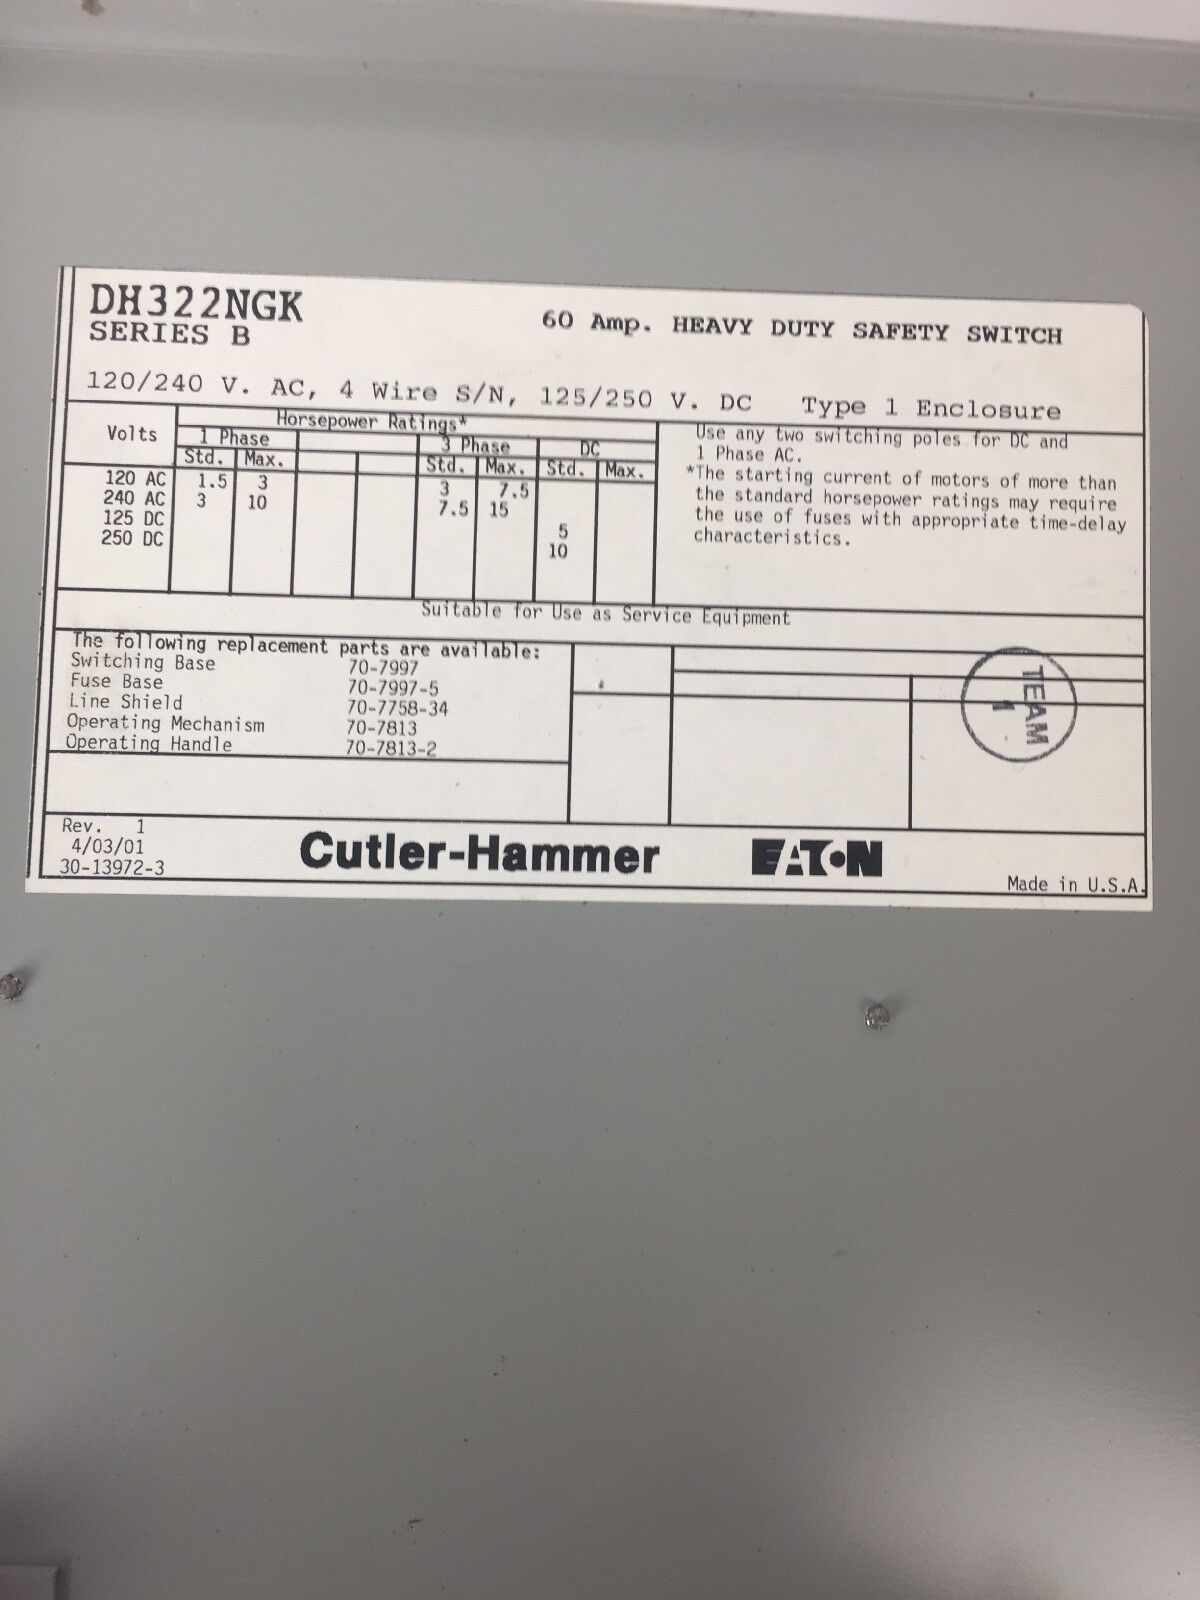 DH322NGK
SERIES B
60 Amp. HEAVY DUTY SAFETY SWITCH
120/240 V. AC, 4 Wire S/N, 125/250 V. DC Type 1 Enclosure
Volts
Horsepower Ratings*
1 Phase 3 Phase DC
Std. Max. Std. Max. Std. Max.
120 AC 1.5 3 3 7.5
240 AC 3 10 7.5 15
125 DC 5
250 DC 10
Use any two switching poles for DC and
1 Phase AC.
*The starting current of motors of more than
the standard horsepower ratings may require
the use of fuses with appropriate time-delay
characteristics.
Suitable for Use as Service Equipment
The following replacement parts are available:
Switching Base 70-7997
Fuse Base 70-7997-5
Line Shield 70-7758-34
Operating Mechanism 70-7813
Operating Handle 70-7813-2
TEAM
1
Rev. 1
4/03/01
30-13972-3
Cutler-Hammer
EATON
Made in U.S.A.